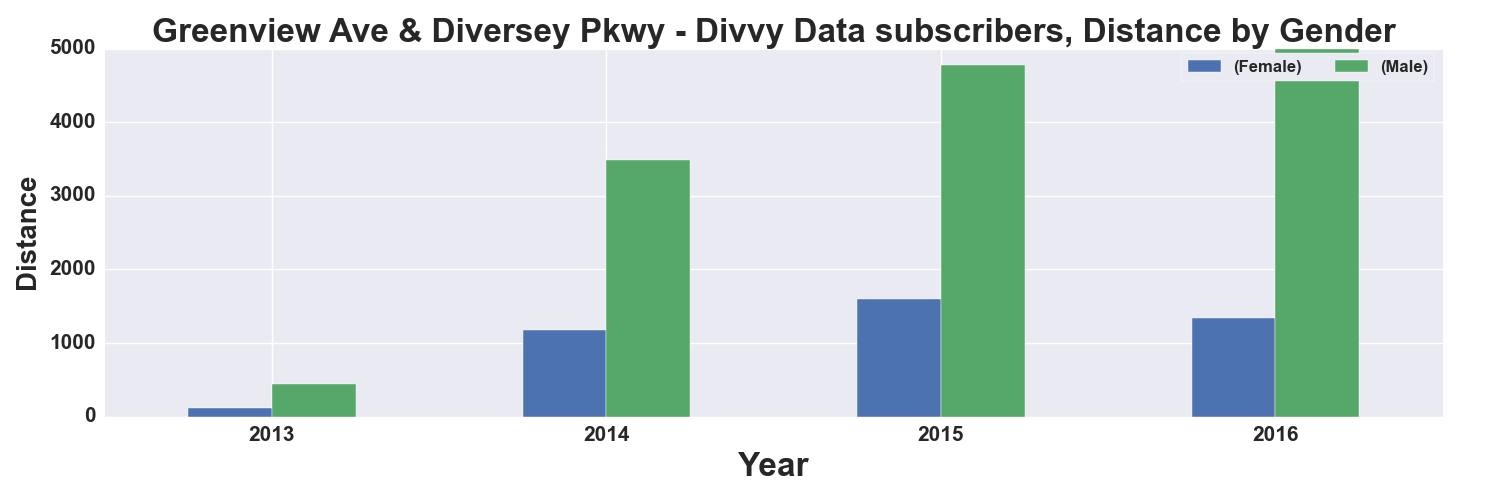 Greenview Ave & Diversey Pkwy - Divvy Data subscribers, Distance by Gender
(Female) (Male)
5000
4000
3000
2000
1000
0
Distance
2013 2014 2015 2016
Year